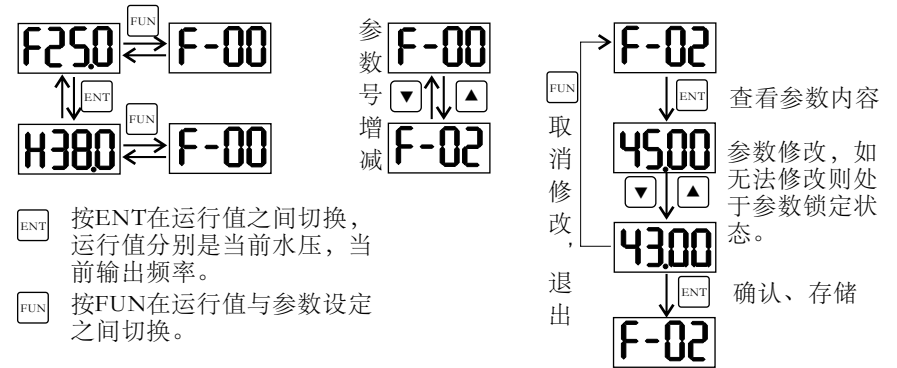 F25.0
FUN
F-00
ENT
H38.0
FUN
F-00
ENT
按ENT在运行值之间切换，
运行值分别是当前水压，当
前输出频率。
FUN
按FUN在运行值与参数设定
之间切换。
参数号增减
F-00
▼
▲
F-02
FUN
取消修改，退出
F-02
ENT
查看参数内容
45.00
▼
▲
参数修改，如
无法修改则处
于参数锁定状
态。
43.00
ENT
确认、存储
F-02